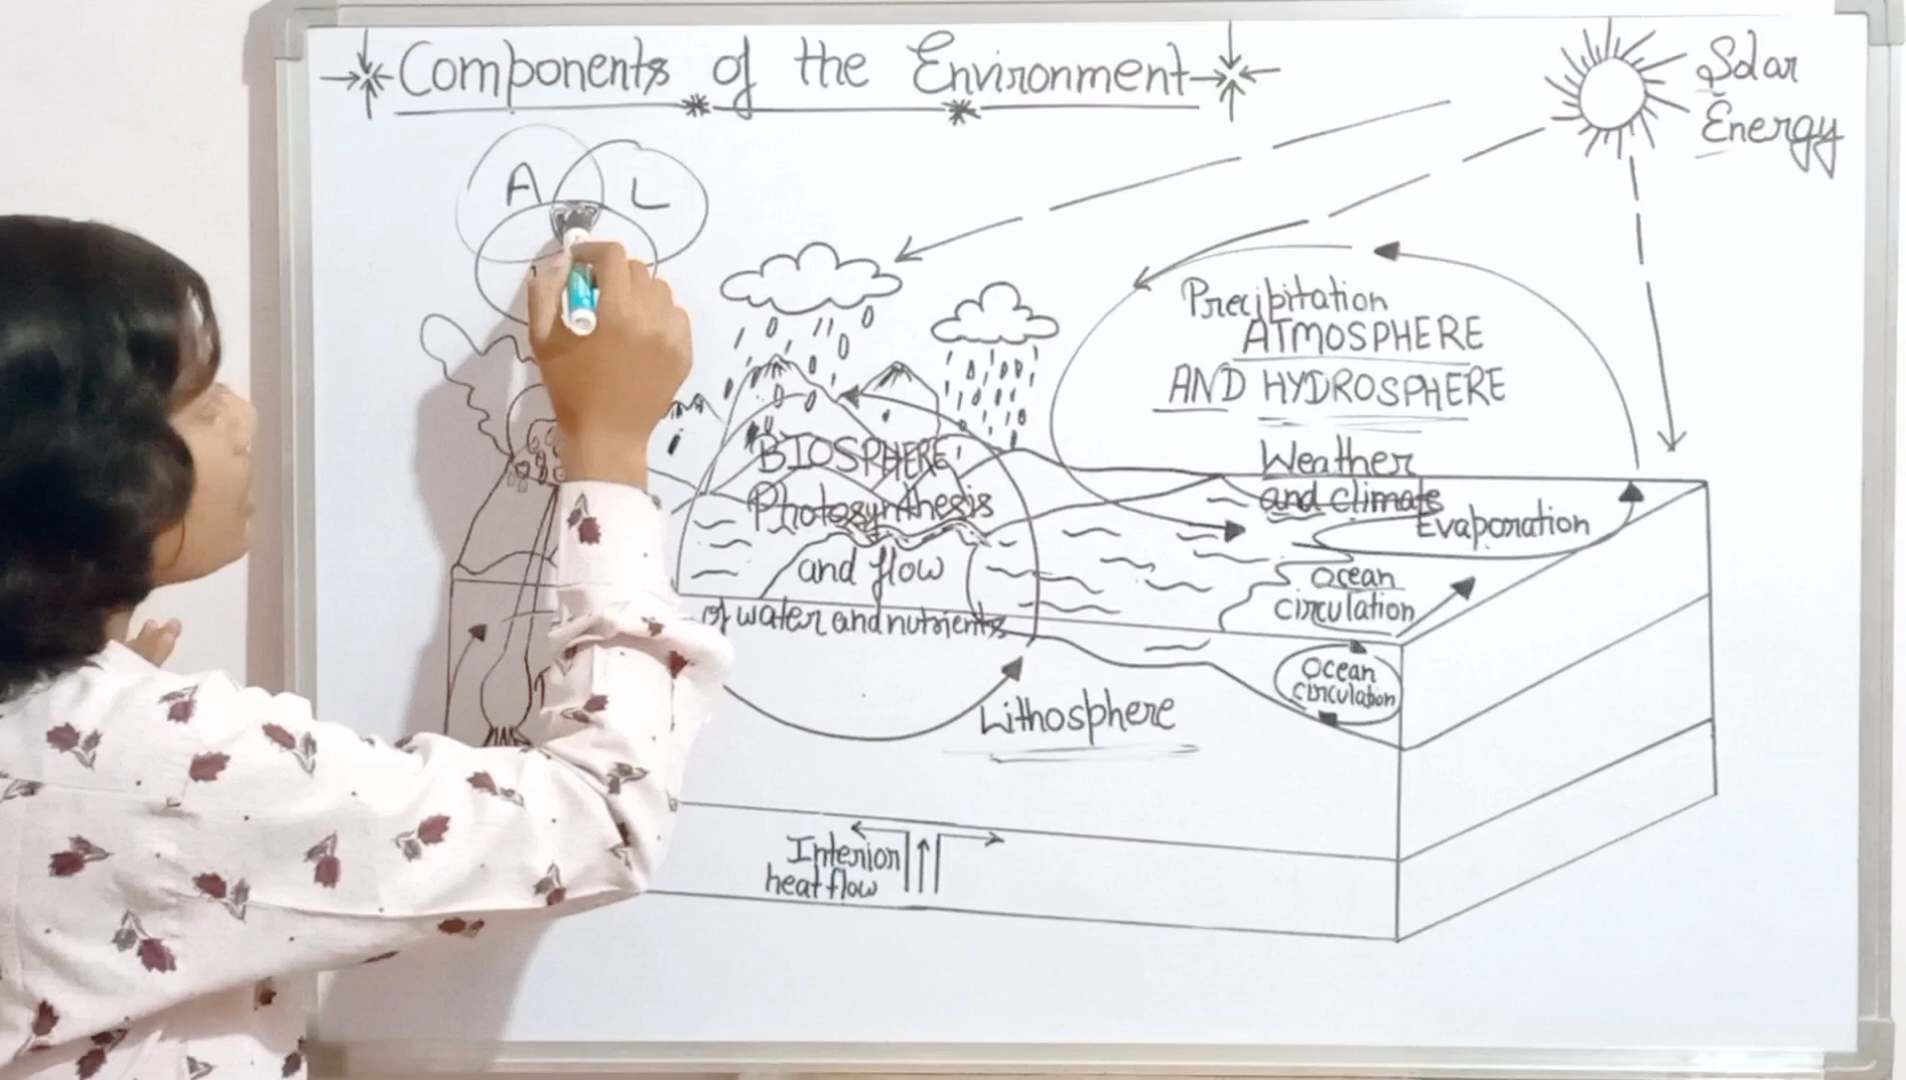 Components of the Environment
Solar
Energy
A
L
Precipitation
ATMOSPHERE
AND HYDROSPHERE
Weather
and climate
Evaporation
BIOSPHERE
Photosynthesis
and flow
of water and nutrients
Ocean
circulation
Ocean
circulation
Lithosphere
Interior
heat flow